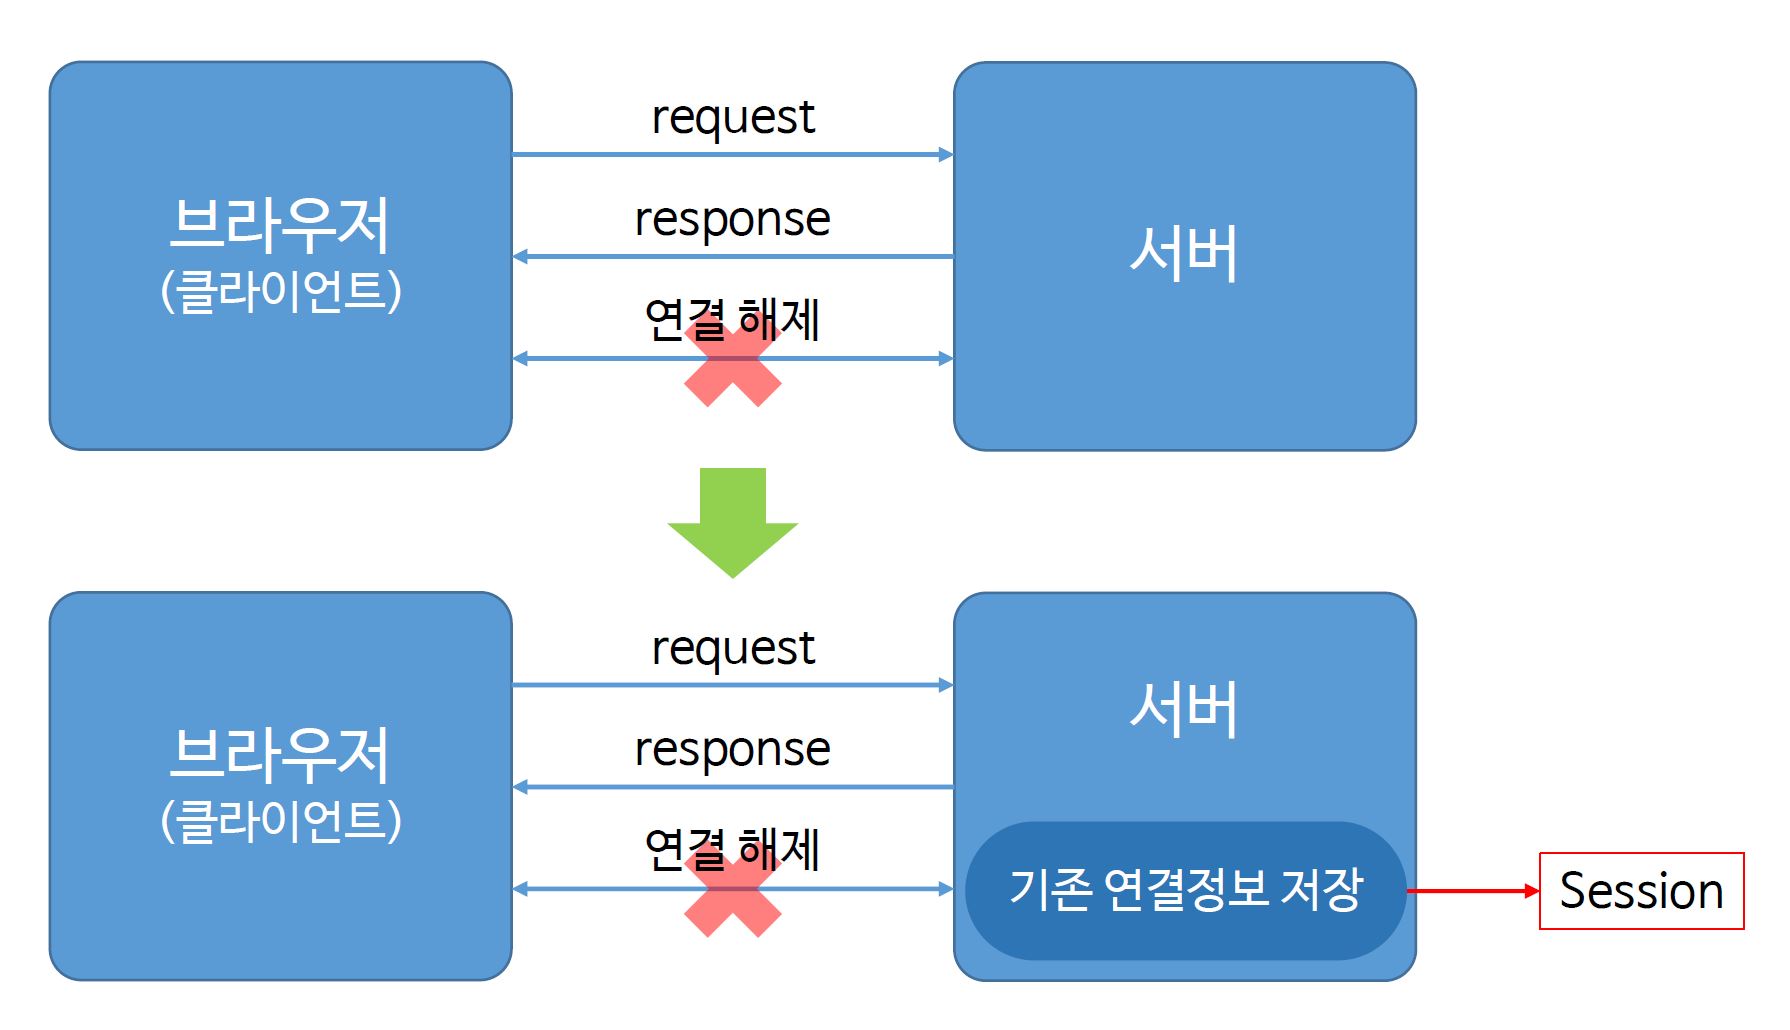 브라우저
(클라이언트)
request
response
연결 해제
서버
브라우저
(클라이언트)
request
response
연결 해제
서버
기존 연결정보 저장
Session